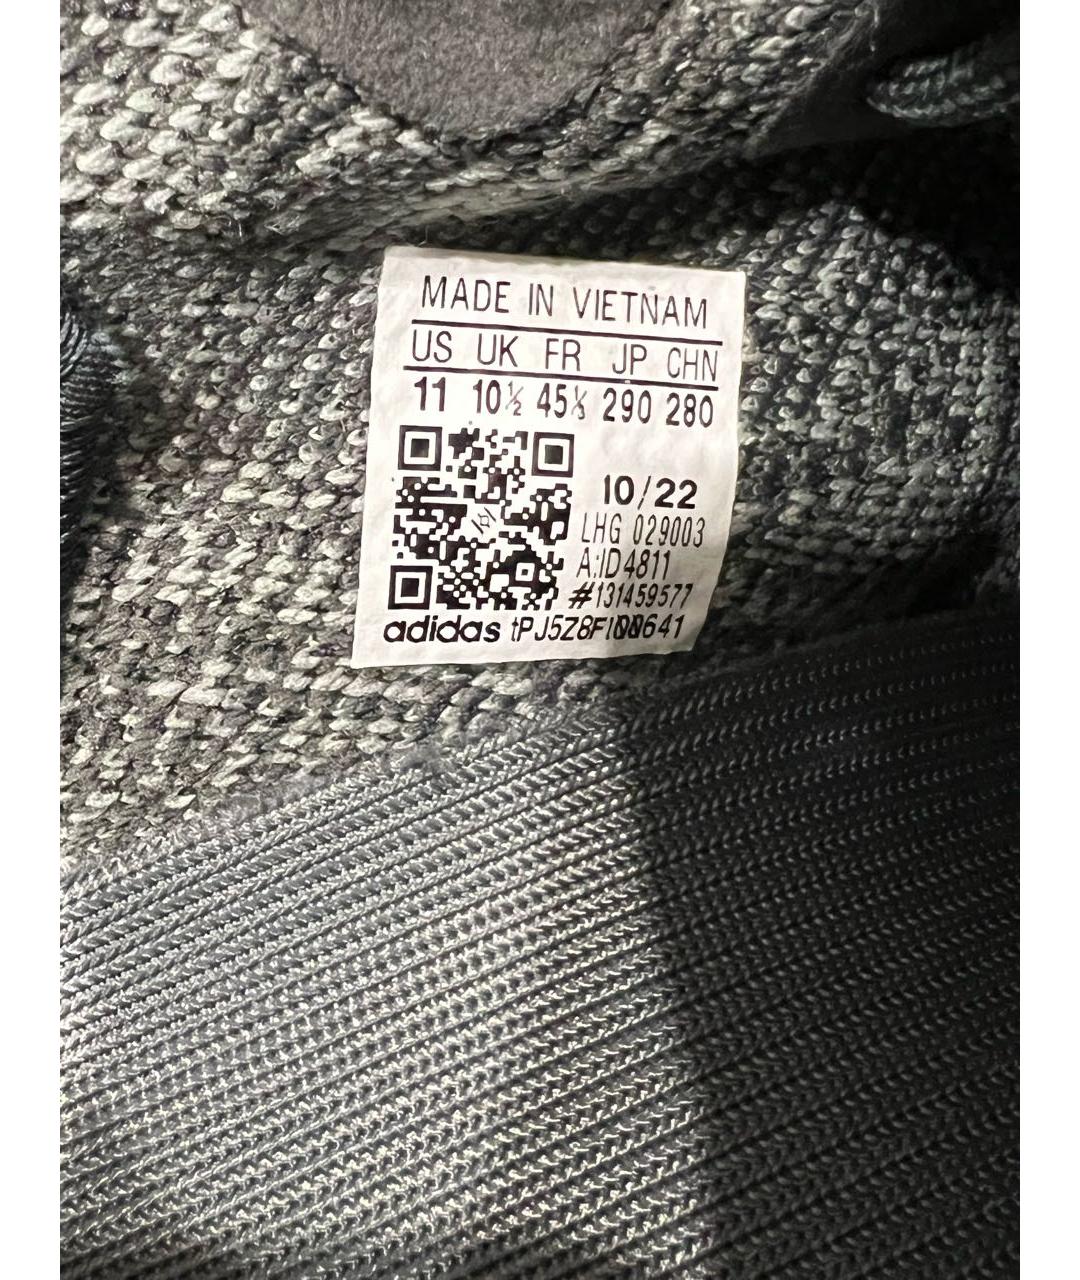 MADE IN VIETNAM
US UK FR JP CHN
11 10½ 45⅓ 290 280
10/22
LHG 029003
A:ID4811
#131459577
adidas